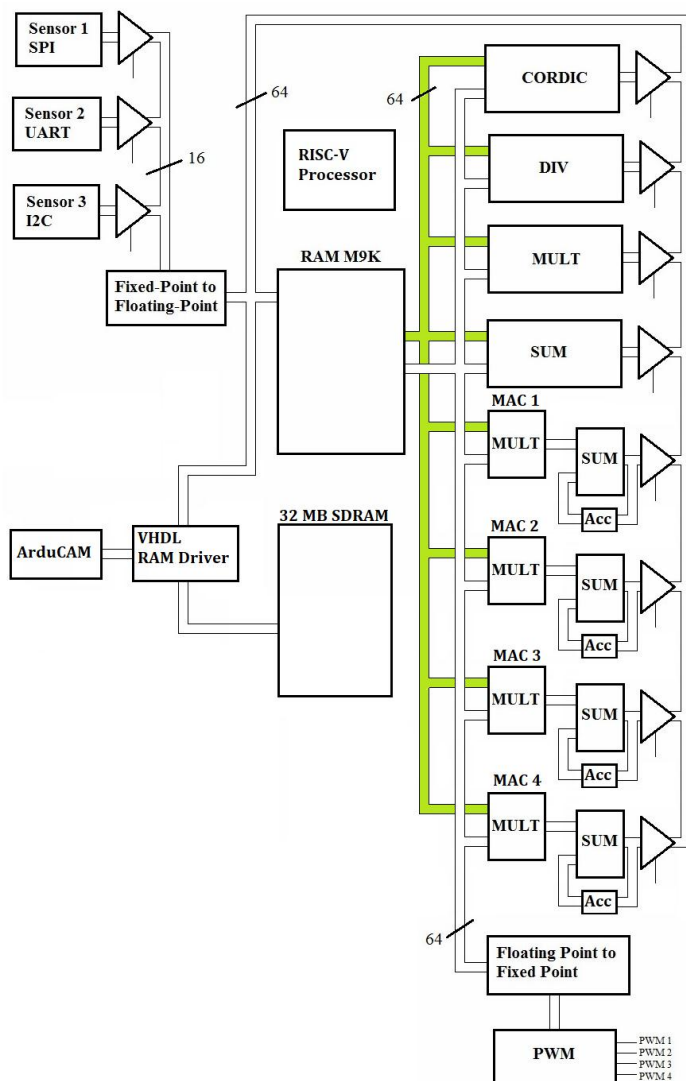 Sensor 1
SPI
64
Sensor 2
UART
16
Sensor 3
I2C
Fixed-Point to
Floating-Point
RISC-V
Processor
RAM M9K
64
CORDIC
DIV
MULT
SUM
MAC 1
MULT
SUM
Acc
ArduCAM
VHDL
RAM Driver
32 MB SDRAM
MAC 2
MULT
SUM
Acc
MAC 3
MULT
SUM
Acc
MAC 4
MULT
SUM
Acc
64
Floating Point to
Fixed Point
PWM
PWM 1
PWM 2
PWM 3
PWM 4